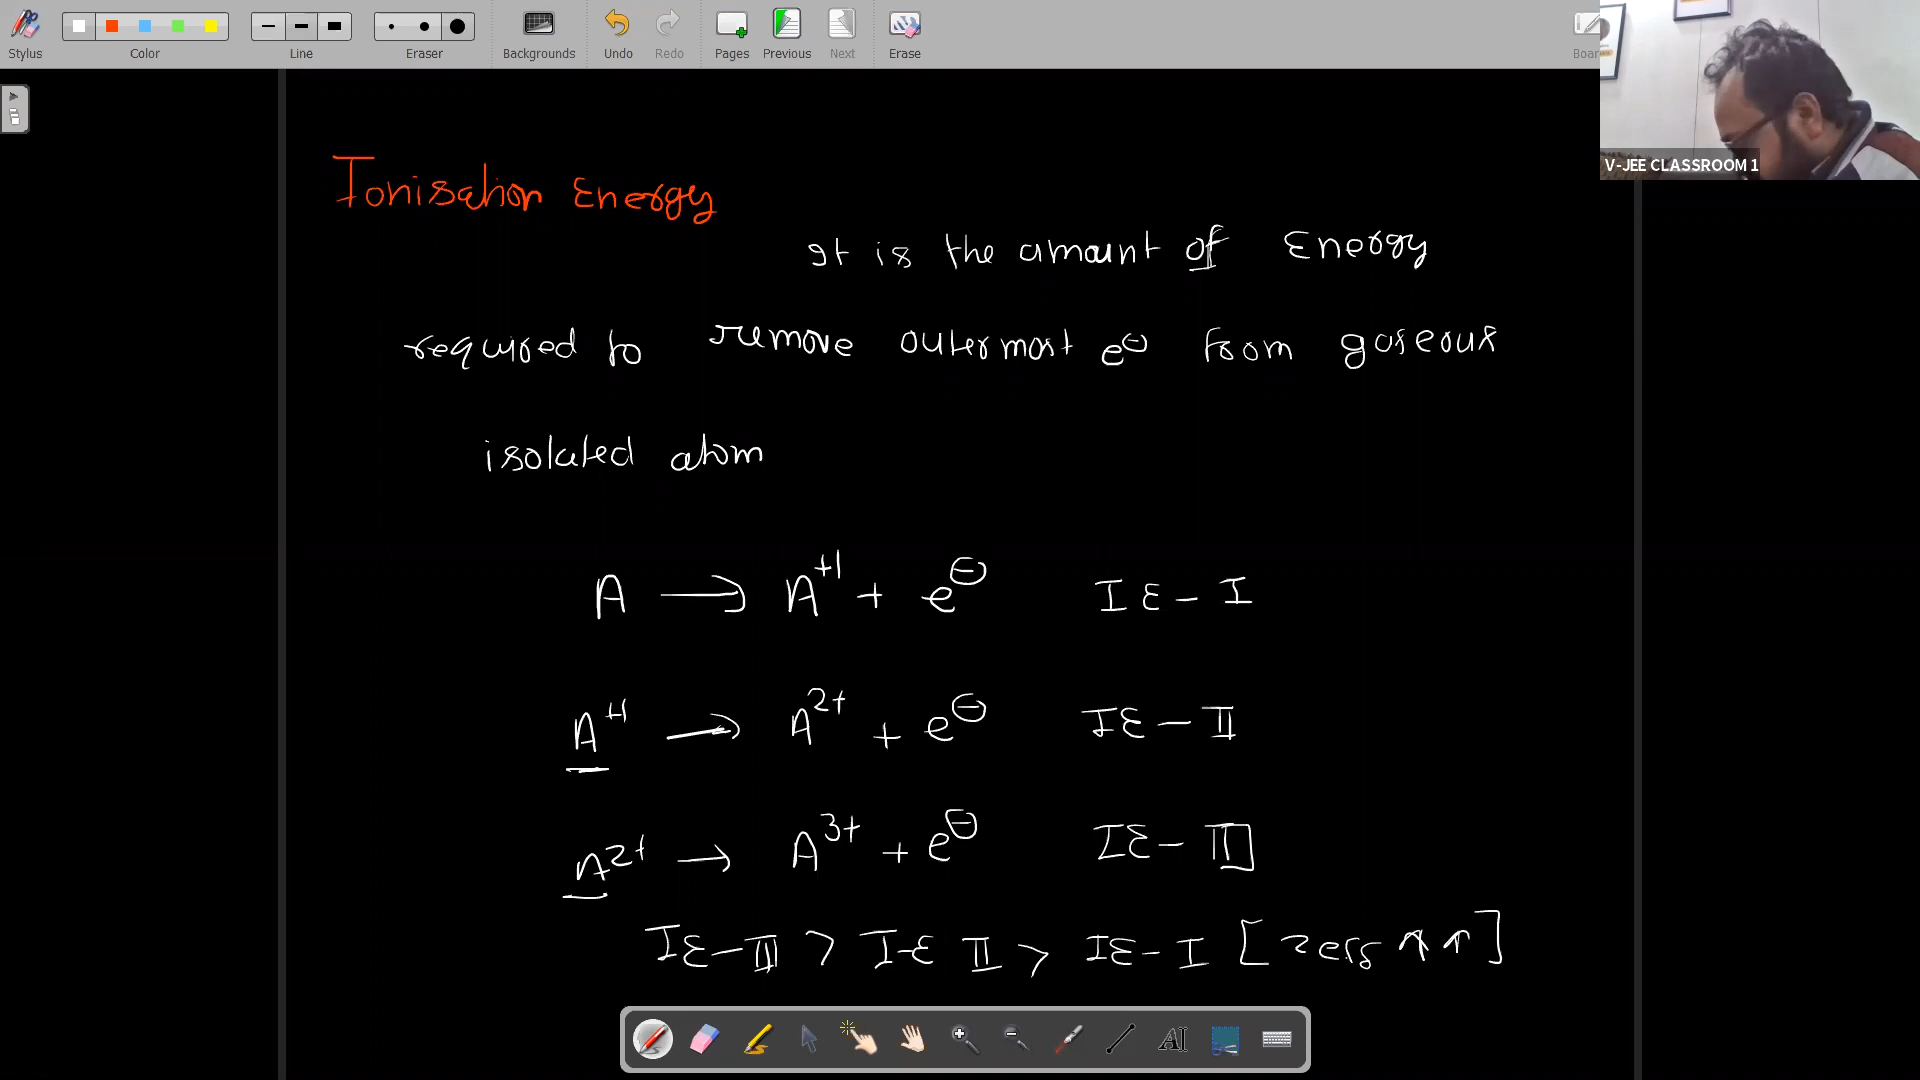 Stylus Color Line Eraser Backgrounds Undo Redo Pages Previous Next Erase Boar
V-JEE CLASSROOM 1
Ionisation Energy
It is the amount of Energy
required to remove outermost e⊖ from gaseous
isolated atom
A → A⁺¹ + e⊖ IE - I
A⁺¹ → A²⁺ + e⊖ IE - II
A²⁺ → A³⁺ + e⊖ IE - III
IE - III > I-E II > IE - I [Zeff ↑ ↑]